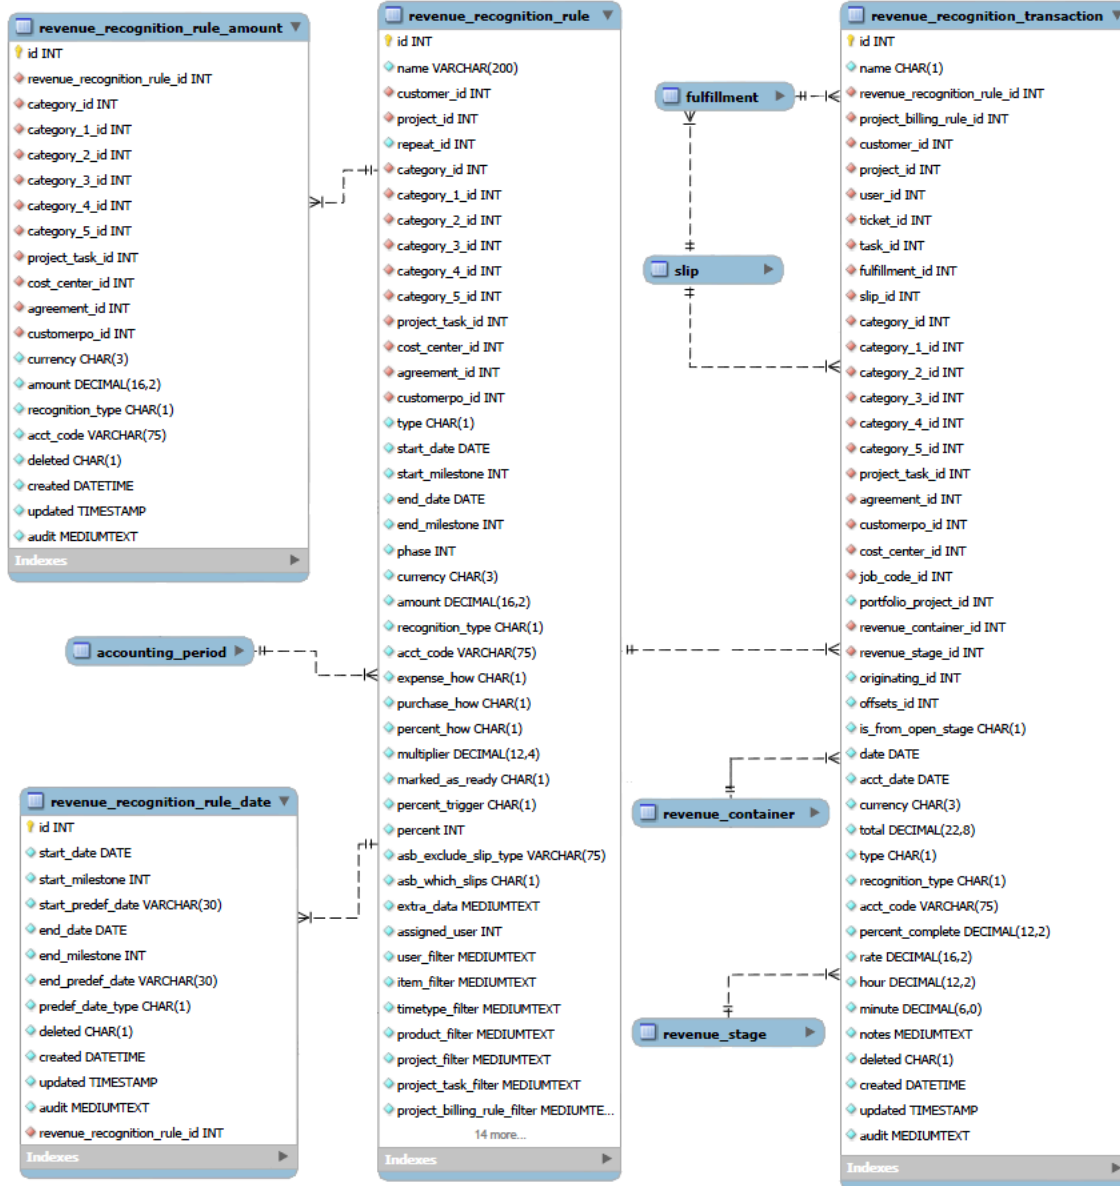 revenue_recognition_rule_amount
id INT
revenue_recognition_rule_id INT
category_id INT
category_1_id INT
category_2_id INT
category_3_id INT
category_4_id INT
category_5_id INT
project_task_id INT
cost_center_id INT
agreement_id INT
customerpo_id INT
currency CHAR(3)
amount DECIMAL(16,2)
recognition_type CHAR(1)
acct_code VARCHAR(75)
deleted CHAR(1)
created DATETIME
updated TIMESTAMP
audit MEDIUMTEXT
Indexes
accounting_period
revenue_recognition_rule_date
id INT
start_date DATE
start_milestone INT
start_predef_date VARCHAR(30)
end_date DATE
end_milestone INT
end_predef_date VARCHAR(30)
predef_date_type CHAR(1)
deleted CHAR(1)
created DATETIME
updated TIMESTAMP
audit MEDIUMTEXT
revenue_recognition_rule_id INT
Indexes
revenue_recognition_rule
id INT
name VARCHAR(200)
customer_id INT
project_id INT
repeat_id INT
category_id INT
category_1_id INT
category_2_id INT
category_3_id INT
category_4_id INT
category_5_id INT
project_task_id INT
cost_center_id INT
agreement_id INT
customerpo_id INT
type CHAR(1)
start_date DATE
start_milestone INT
end_date DATE
end_milestone INT
phase INT
currency CHAR(3)
amount DECIMAL(16,2)
recognition_type CHAR(1)
acct_code VARCHAR(75)
expense_how CHAR(1)
purchase_how CHAR(1)
percent_how CHAR(1)
multiplier DECIMAL(12,4)
marked_as_ready CHAR(1)
percent_trigger CHAR(1)
percent INT
asb_exclude_slip_type VARCHAR(75)
asb_which_slips CHAR(1)
extra_data MEDIUMTEXT
assigned_user INT
user_filter MEDIUMTEXT
item_filter MEDIUMTEXT
timetype_filter MEDIUMTEXT
product_filter MEDIUMTEXT
project_filter MEDIUMTEXT
project_task_filter MEDIUMTEXT
project_billing_rule_filter MEDIUMTE...
14 more...
Indexes
fulfillment
slip
revenue_container
revenue_stage
revenue_recognition_transaction
id INT
name CHAR(1)
revenue_recognition_rule_id INT
project_billing_rule_id INT
customer_id INT
project_id INT
user_id INT
ticket_id INT
task_id INT
fulfillment_id INT
slip_id INT
category_id INT
category_1_id INT
category_2_id INT
category_3_id INT
category_4_id INT
category_5_id INT
project_task_id INT
agreement_id INT
customerpo_id INT
cost_center_id INT
job_code_id INT
portfolio_project_id INT
revenue_container_id INT
revenue_stage_id INT
originating_id INT
offsets_id INT
is_from_open_stage CHAR(1)
date DATE
acct_date DATE
currency CHAR(3)
total DECIMAL(22,8)
type CHAR(1)
recognition_type CHAR(1)
acct_code VARCHAR(75)
percent_complete DECIMAL(12,2)
rate DECIMAL(16,2)
hour DECIMAL(12,2)
minute DECIMAL(6,0)
notes MEDIUMTEXT
deleted CHAR(1)
created DATETIME
updated TIMESTAMP
audit MEDIUMTEXT
Indexes